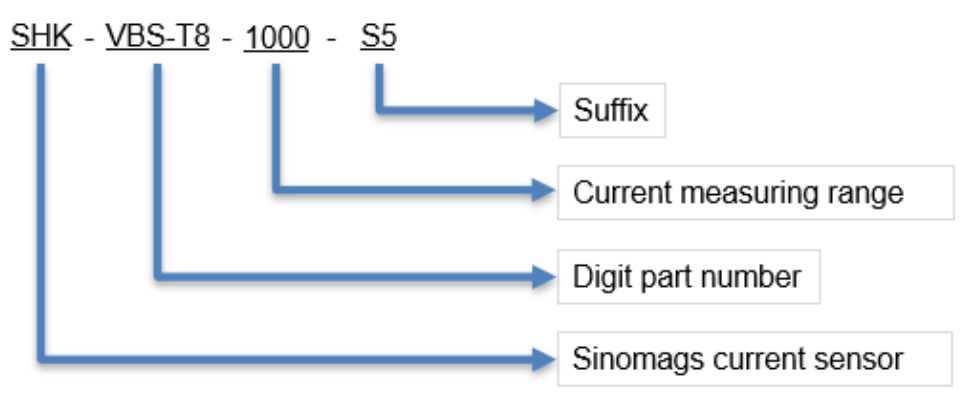 SHK - VBS-T8 - 1000 - S5
Suffix
Current measuring range
Digit part number
Sinomags current sensor